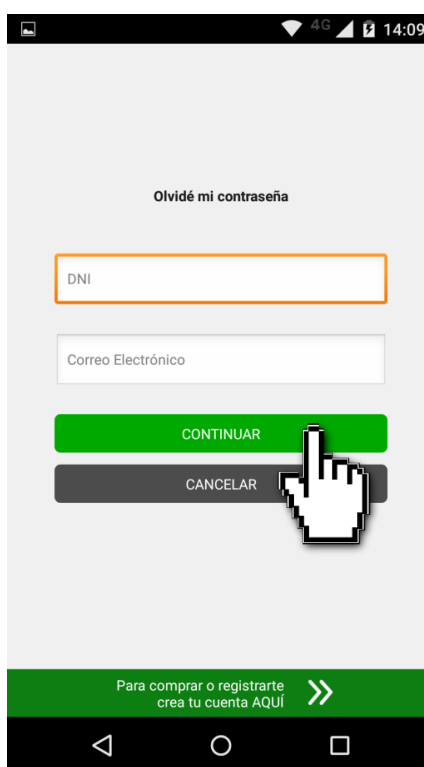 4G 14:09
Olvidé mi contraseña
DNI
Correo Electrónico
CONTINUAR
CANCELAR
Para comprar o registrarte
crea tu cuenta AQUÍ